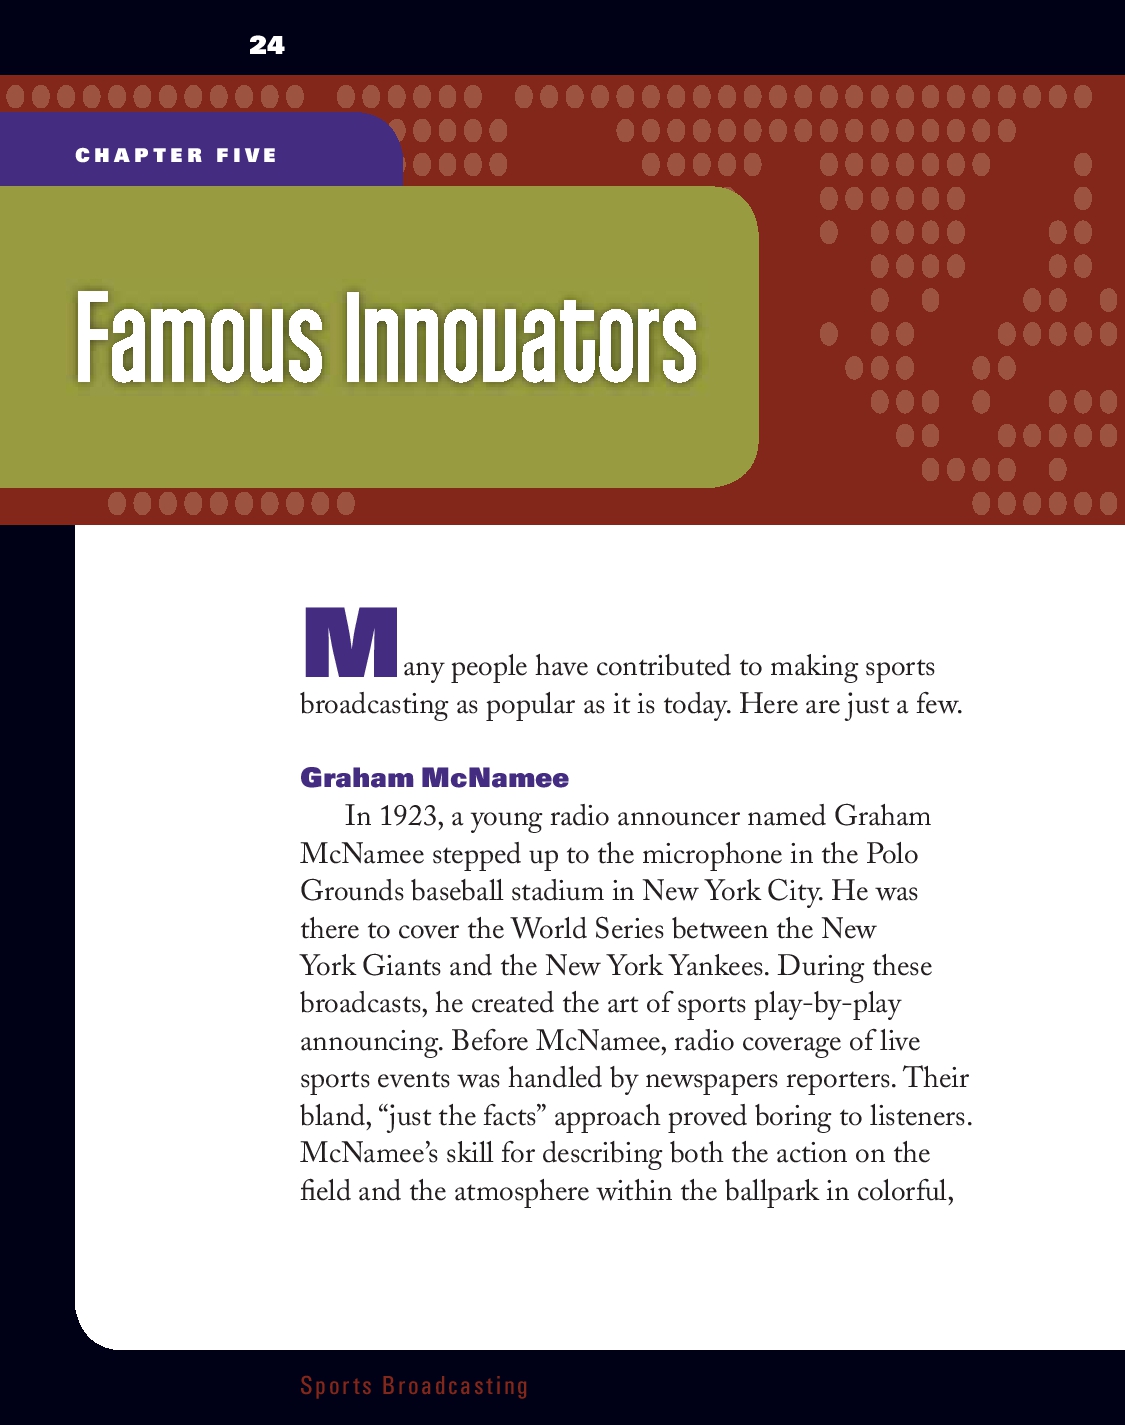 24
CHAPTER FIVE
Famous Innovators
Many people have contributed to making sports
broadcasting as popular as it is today. Here are just a few.
Graham McNamee
In 1923, a young radio announcer named Graham
McNamee stepped up to the microphone in the Polo
Grounds baseball stadium in New York City. He was
there to cover the World Series between the New
York Giants and the New York Yankees. During these
broadcasts, he created the art of sports play-by-play
announcing. Before McNamee, radio coverage of live
sports events was handled by newspapers reporters. Their
bland, “just the facts” approach proved boring to listeners.
McNamee’s skill for describing both the action on the
field and the atmosphere within the ballpark in colorful,
Sports Broadcasting